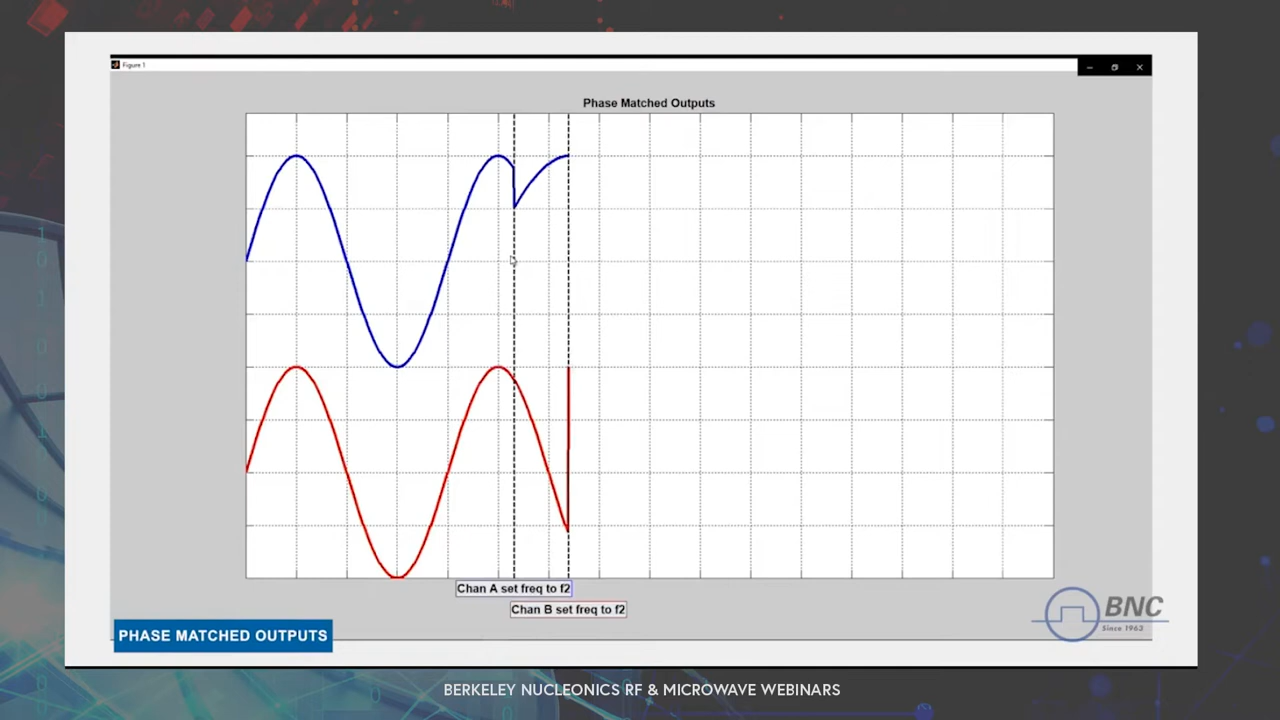 Figure 1
Phase Matched Outputs
Chan A set freq to f2
Chan B set freq to f2
BNC
Since 1963
PHASE MATCHED OUTPUTS
BERKELEY NUCLEONICS RF & MICROWAVE WEBINARS